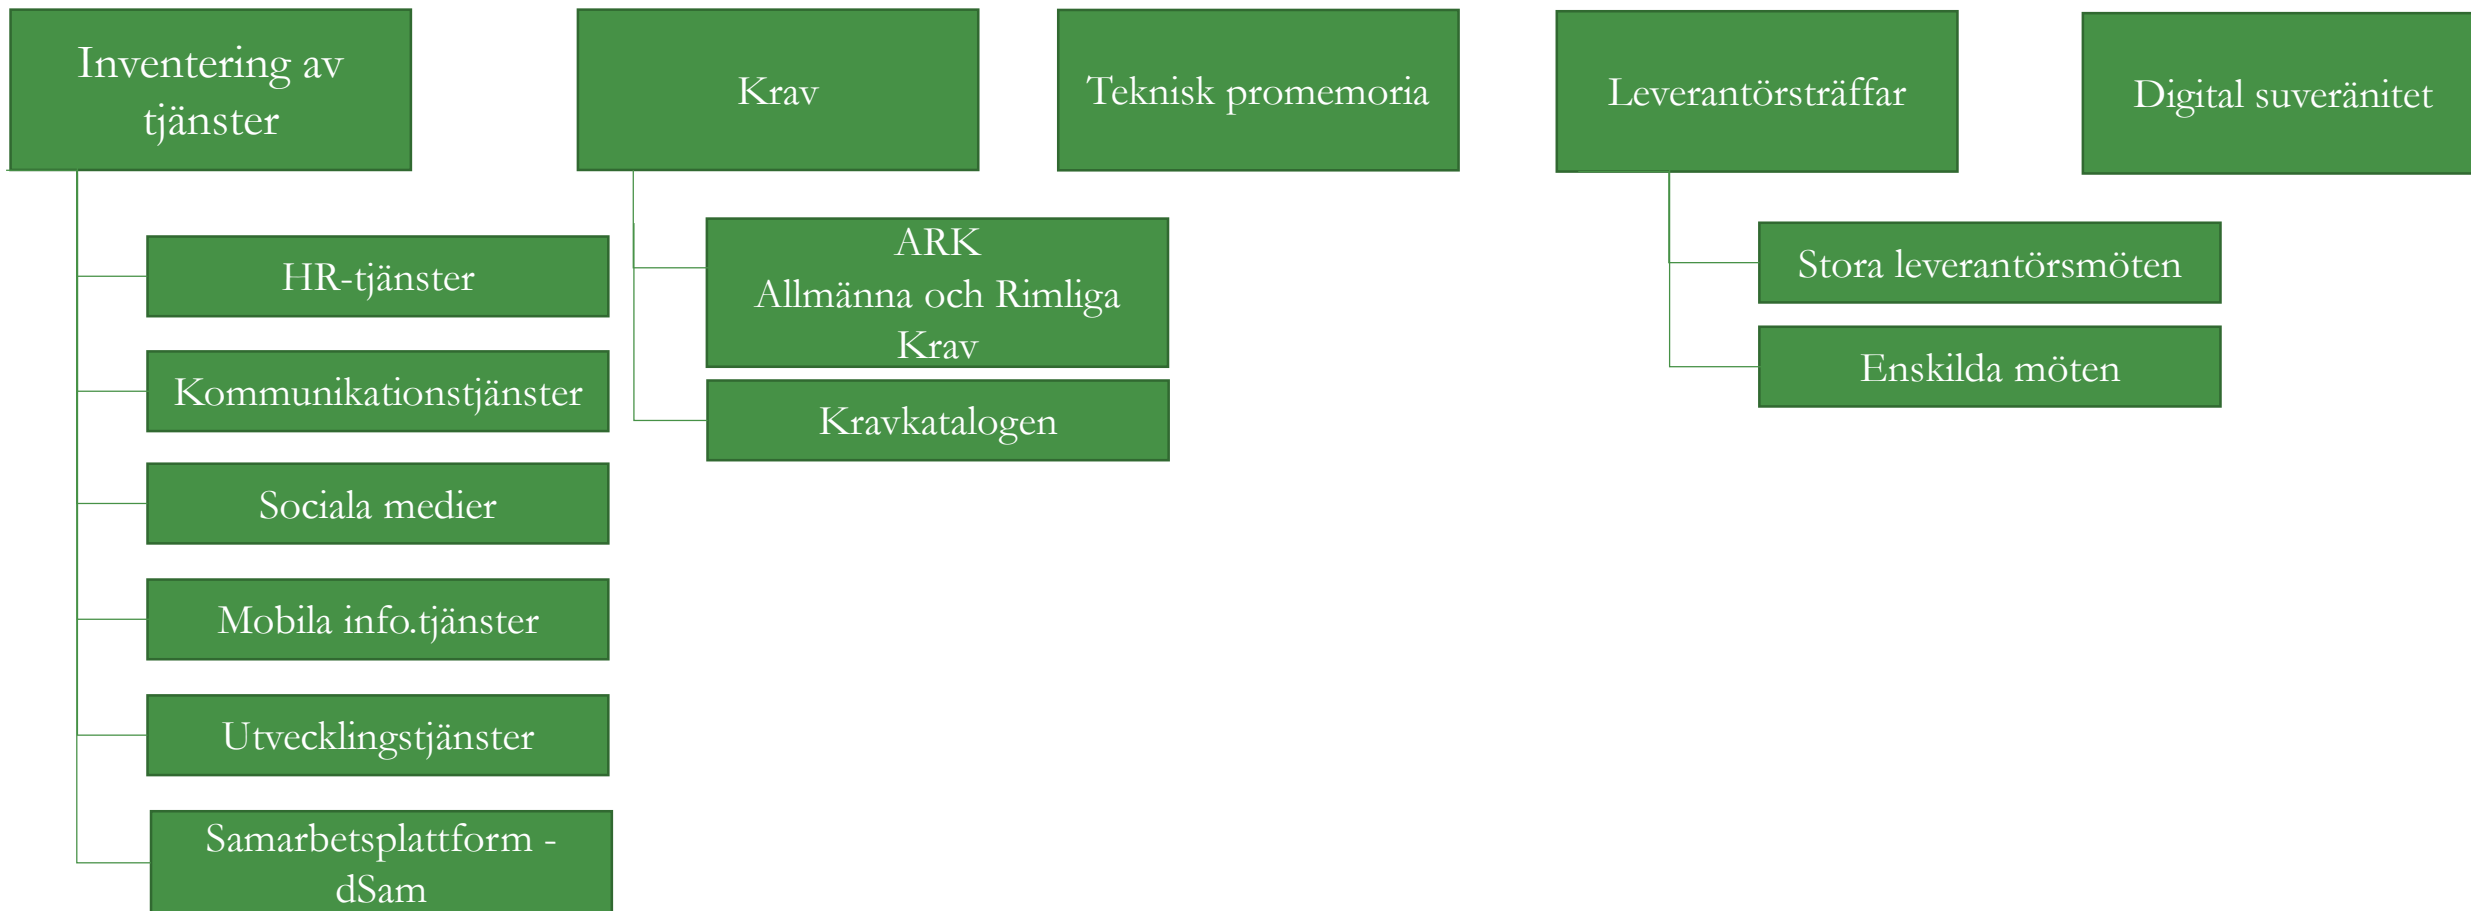 Inventering av
tjänster
Krav
Teknisk promemoria
Leverantörsträffar
Digital suveränitet
HR-tjänster
Kommunikationstjänster
Sociala medier
Mobila info.tjänster
Utvecklingstjänster
Samarbetsplattform -
dSam
ARK
Allmänna och Rimliga
Krav
Kravkatalogen
Stora leverantörsmöten
Enskilda möten